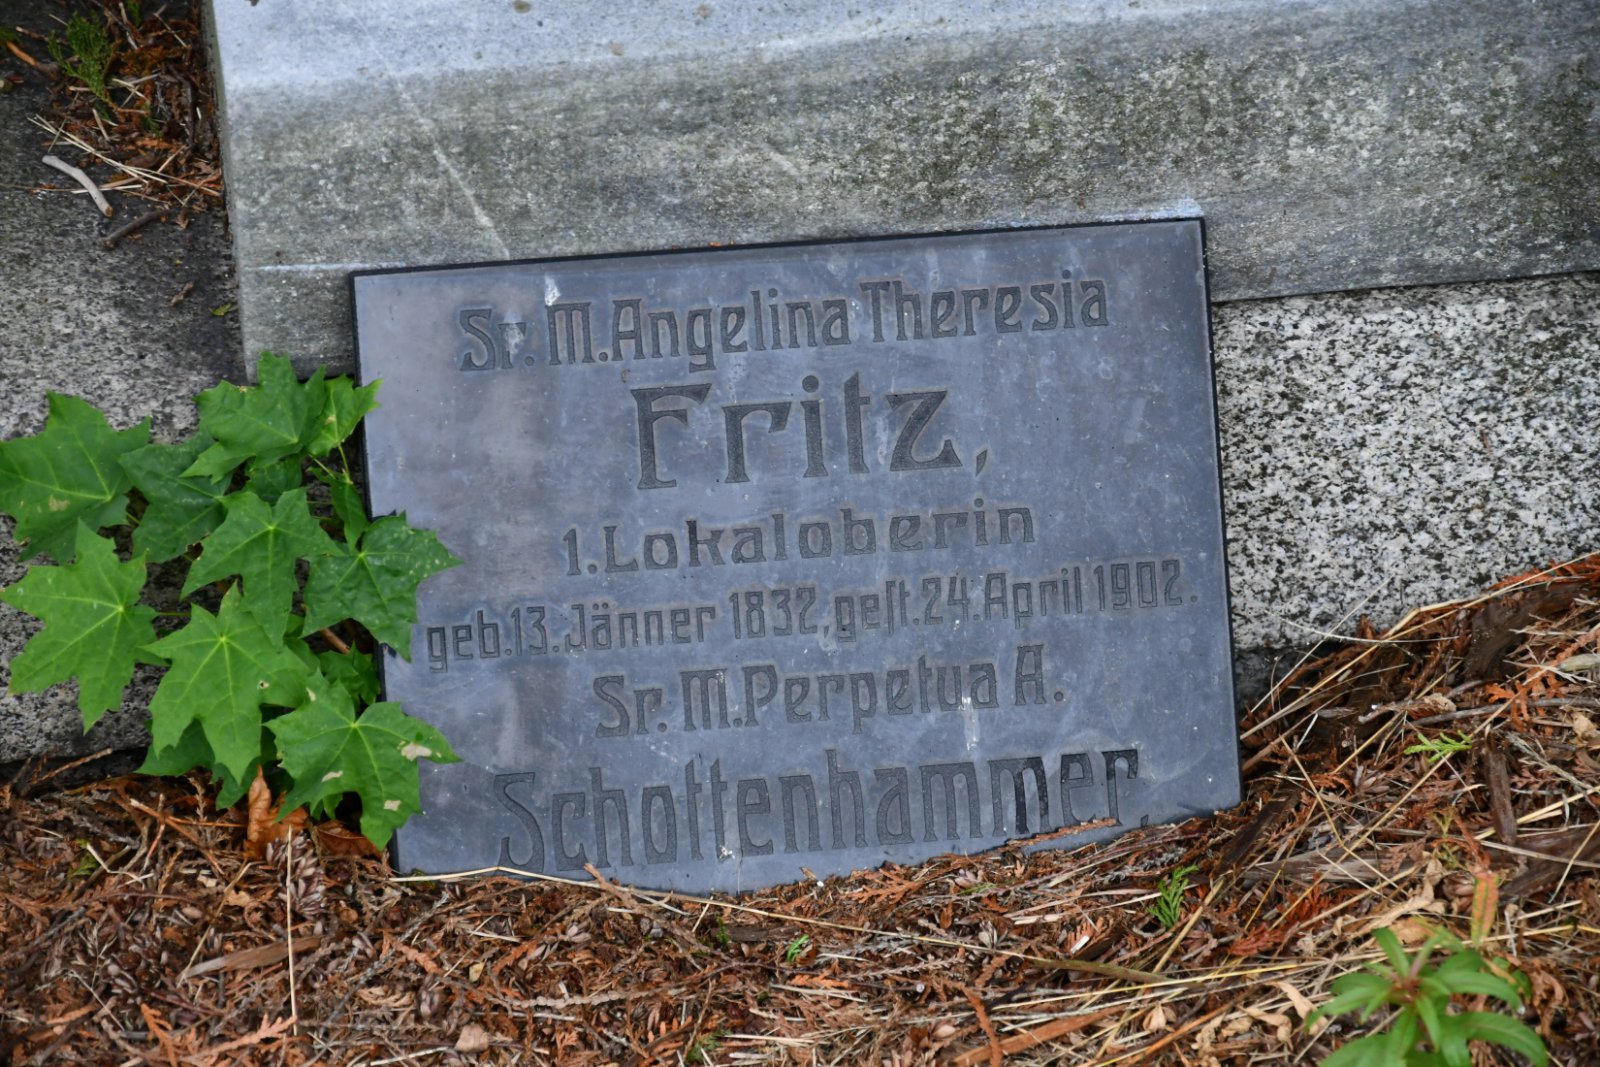 Sr. M. Angelina Theresia
Fritz,
1. Lokaloberin
geb. 13. Jänner 1832, gest. 24. April 1902.
Sr. M. Perpetua A.
Schottenhammer,